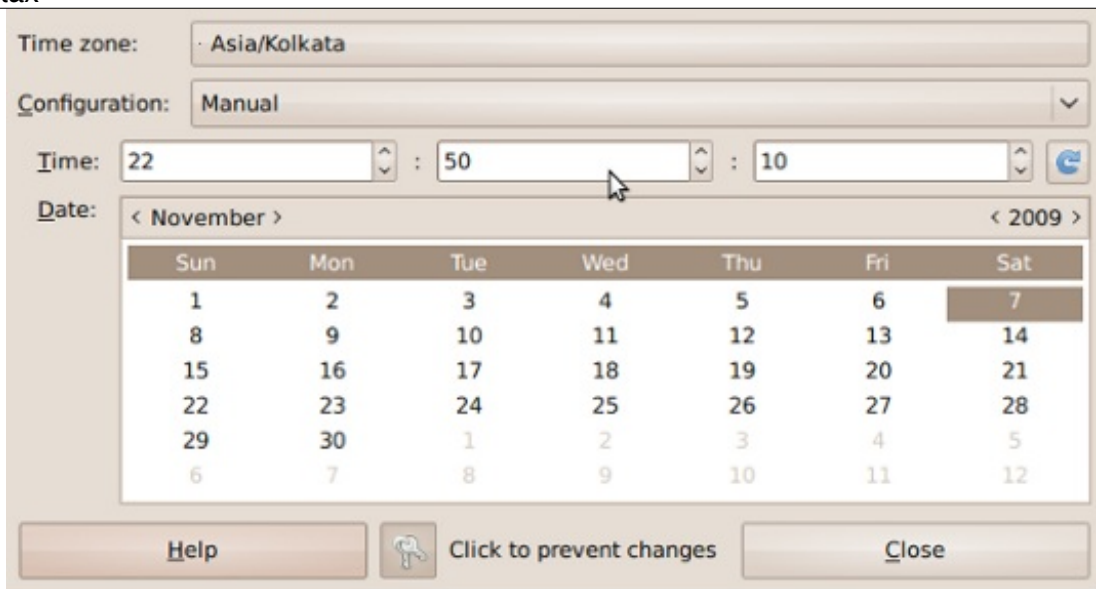 Time zone: Asia/Kolkata
Configuration: Manual
Time: 22 : 50 : 10
Date: < November > < 2009 >
Sun Mon Tue Wed Thu Fri Sat
1 2 3 4 5 6 7
8 9 10 11 12 13 14
15 16 17 18 19 20 21
22 23 24 25 26 27 28
29 30 1 2 3 4 5
6 7 8 9 10 11 12
Help Click to prevent changes Close